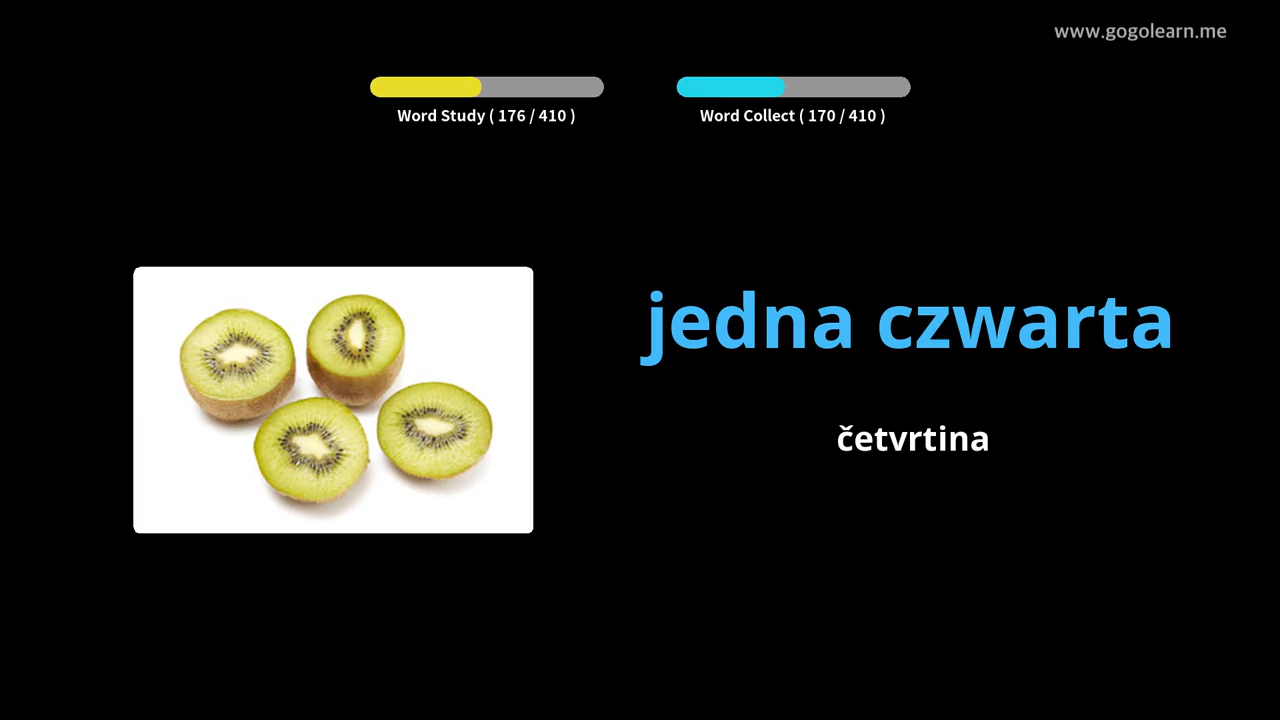 www.gogolearn.me
Word Study ( 176 / 410 )
Word Collect ( 170 / 410 )
jedna czwarta
četvrtina